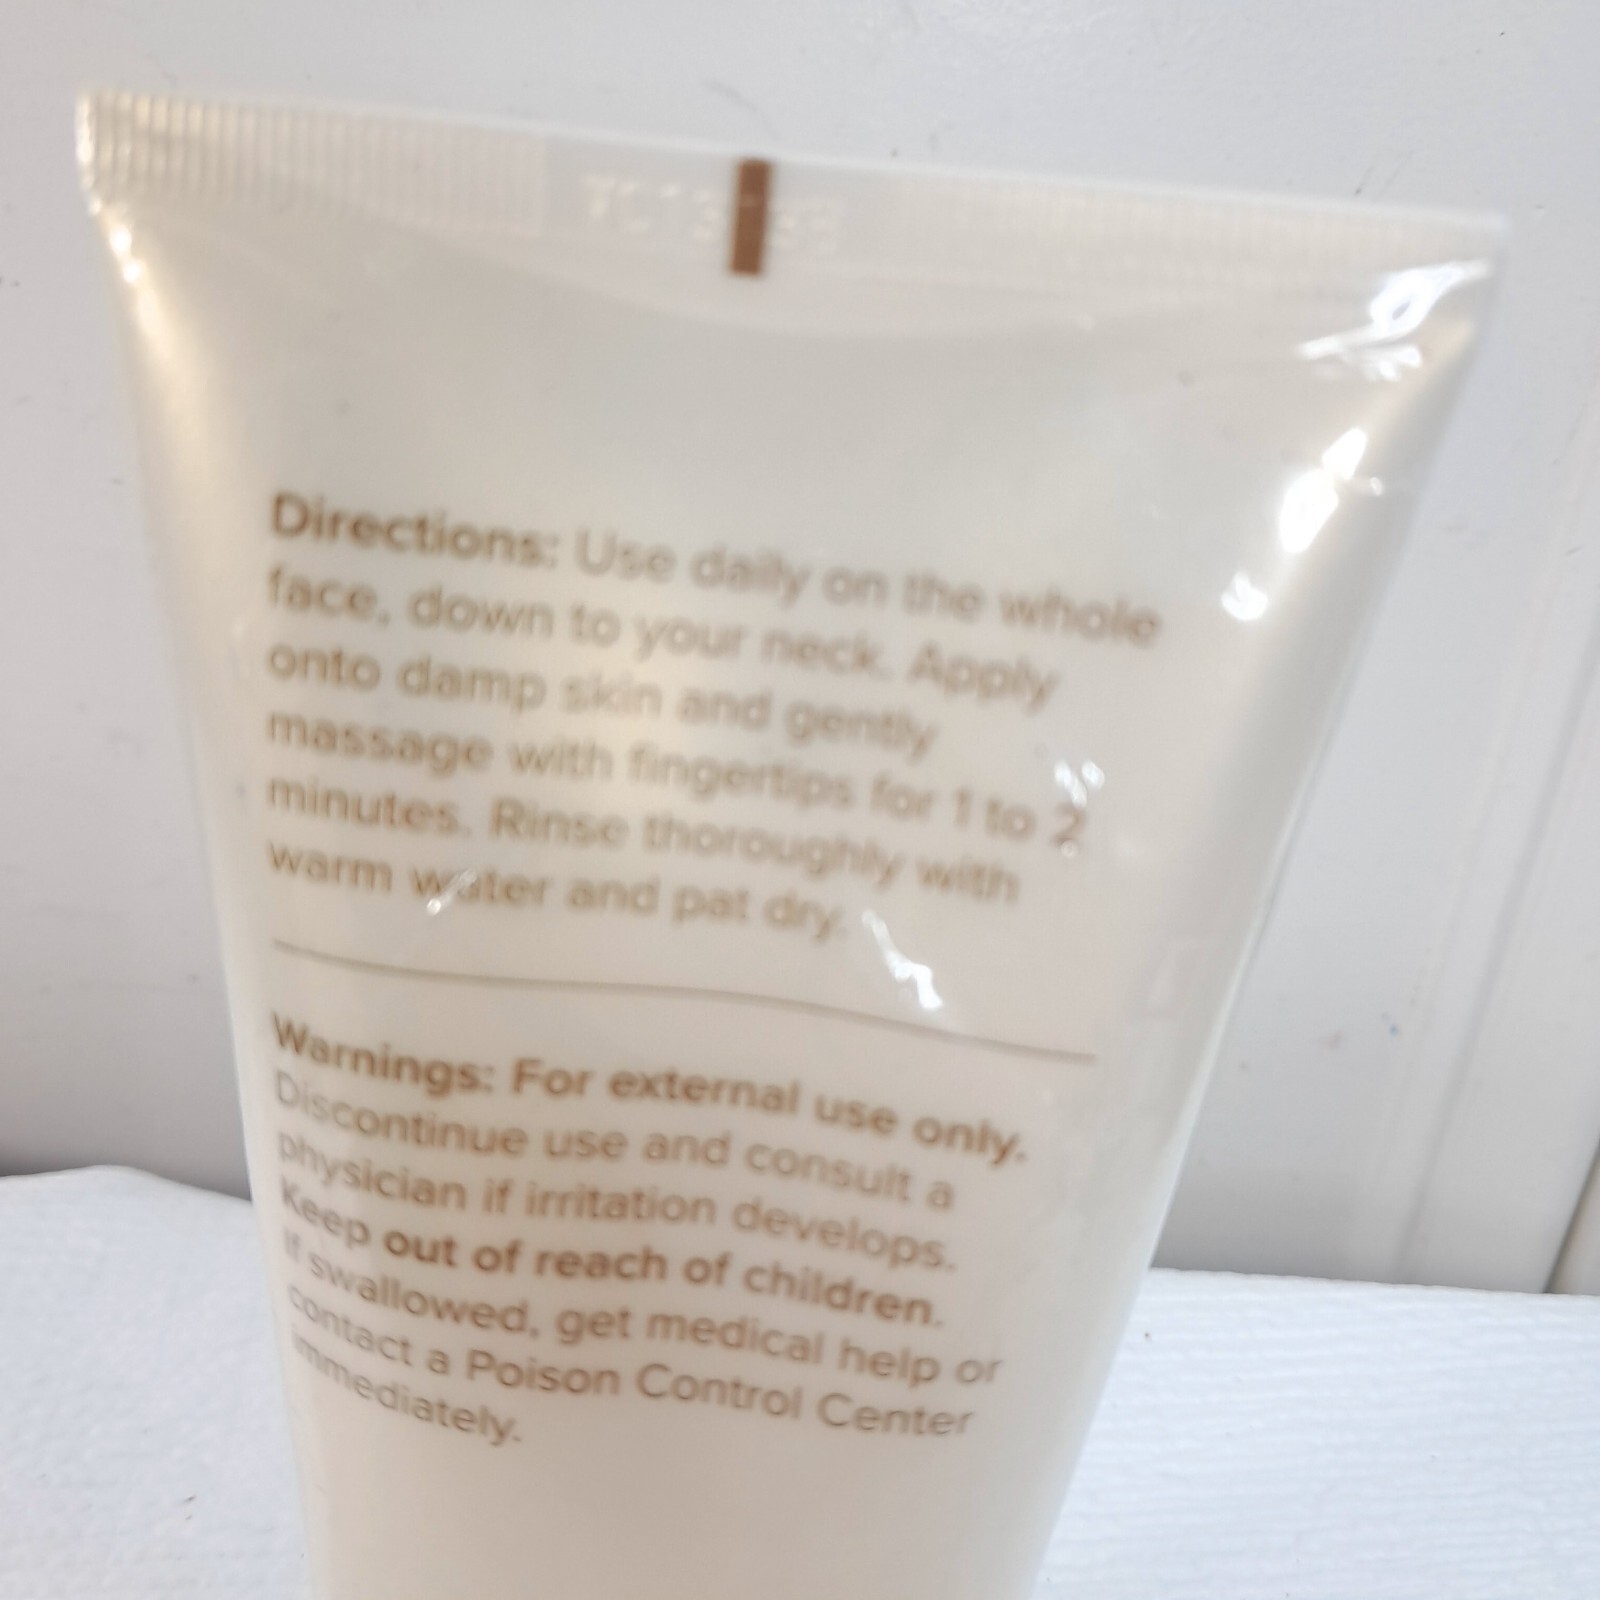 Directions: Use daily on the whole
face, down to your neck. Apply
onto damp skin and gently
massage with fingertips for 1 to 2
minutes. Rinse thoroughly with
warm water and pat dry.
Warnings: For external use only.
Discontinue use and consult a
physician if irritation develops.
Keep out of reach of children.
If swallowed, get medical help or
contact a Poison Control Center
immediately.